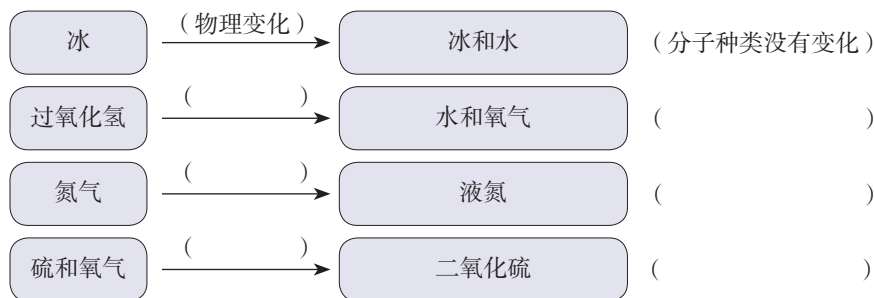 冰 （物理变化） 冰和水 （分子种类没有变化）
过氧化氢 （ ） 水和氧气 （ ）
氮气 （ ） 液氮 （ ）
硫和氧气 （ ） 二氧化硫 （ ）